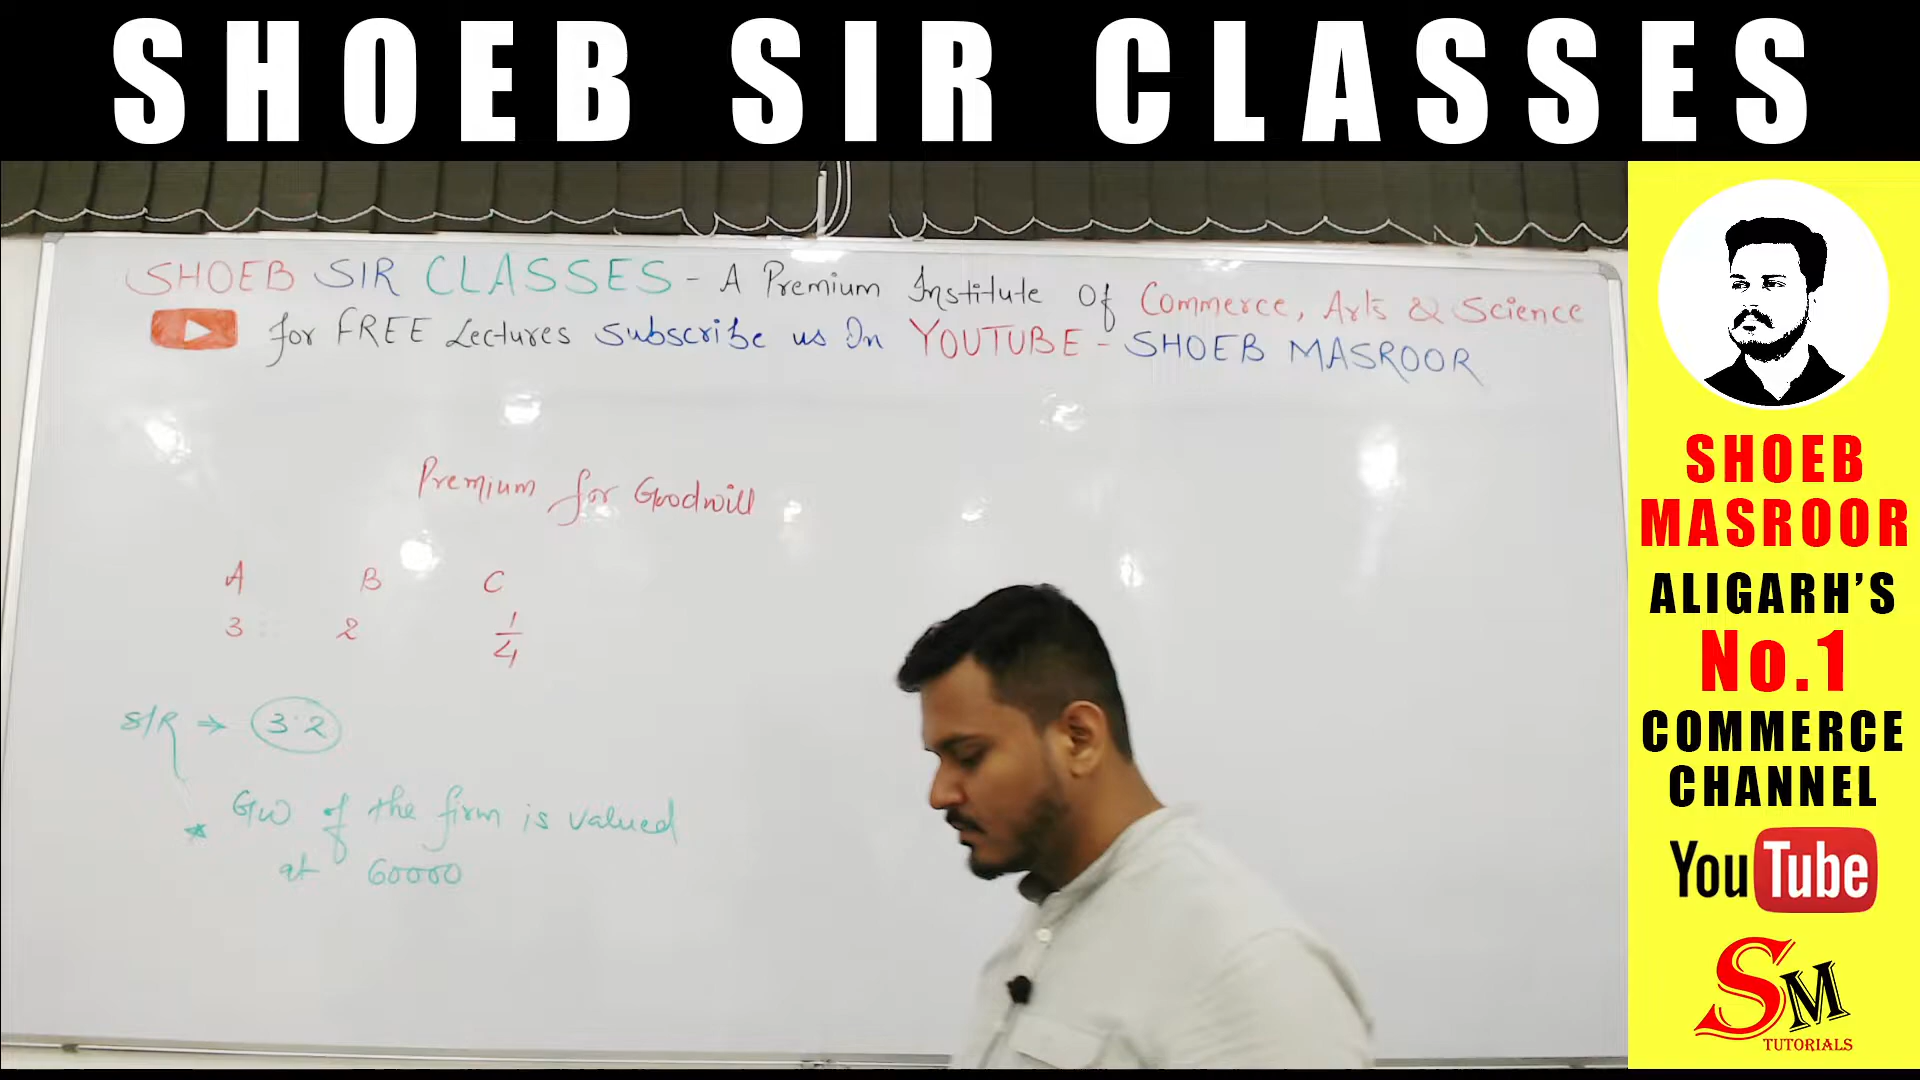 SHOEB SIR CLASSES
SHOEB SIR CLASSES - A Premium Institute Of Commerce, Arts & Science
for FREE Lectures Subscribe us On YOUTUBE - SHOEB MASROOR
Premium for Goodwill
A B C
3 2 1/4
S/R → 3:2
* GW of the firm is valued
at 60000
SHOEB
MASROOR
ALIGARH'S
No.1
COMMERCE
CHANNEL
YouTube
SM
TUTORIALS